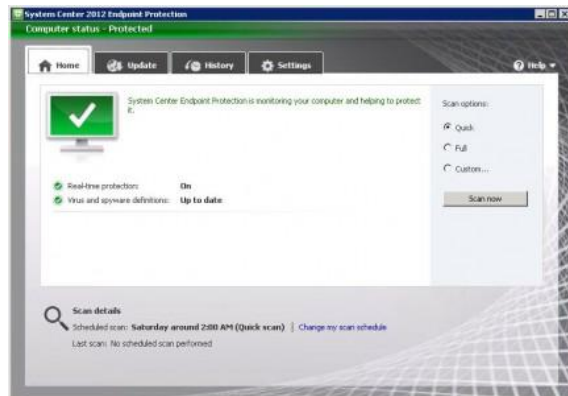 System Center 2012 Endpoint Protection
Computer status - Protected
Home Update History Settings Help
System Center Endpoint Protection is monitoring your computer and helping to protect
it.
Scan options:
Quick
Full
Custom...
Scan now
Real-time protection: On
Virus and spyware definitions: Up to date
Scan details
Scheduled scan: Saturday around 2:00 AM (Quick scan) | Change my scan schedule
Last scan: No scheduled scan performed